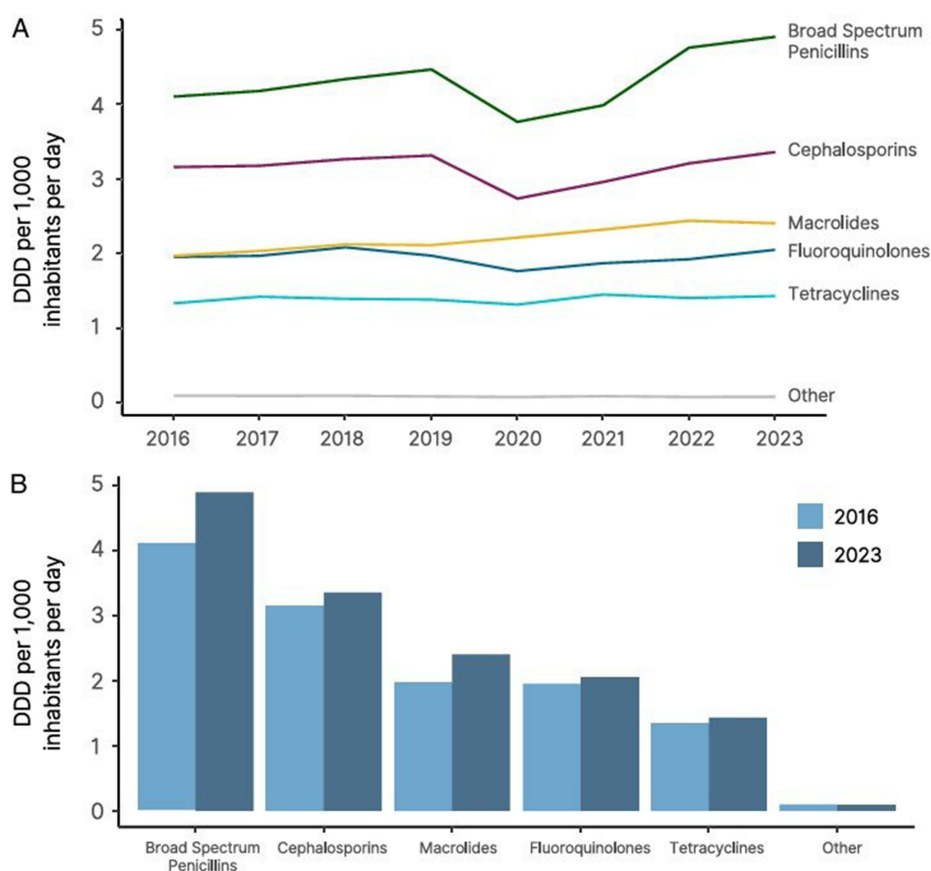 A
5
4
3
2
1
0
DDD per 1,000
inhabitants per day
Broad Spectrum
Penicillins
Cephalosporins
Macrolides
Fluoroquinolones
Tetracyclines
Other
2016 2017 2018 2019 2020 2021 2022 2023
B
5
4
3
2
1
0
DDD per 1,000
inhabitants per day
2016
2023
Broad Spectrum Cephalosporins Macrolides Fluoroquinolones Tetracyclines Other
Penicillins